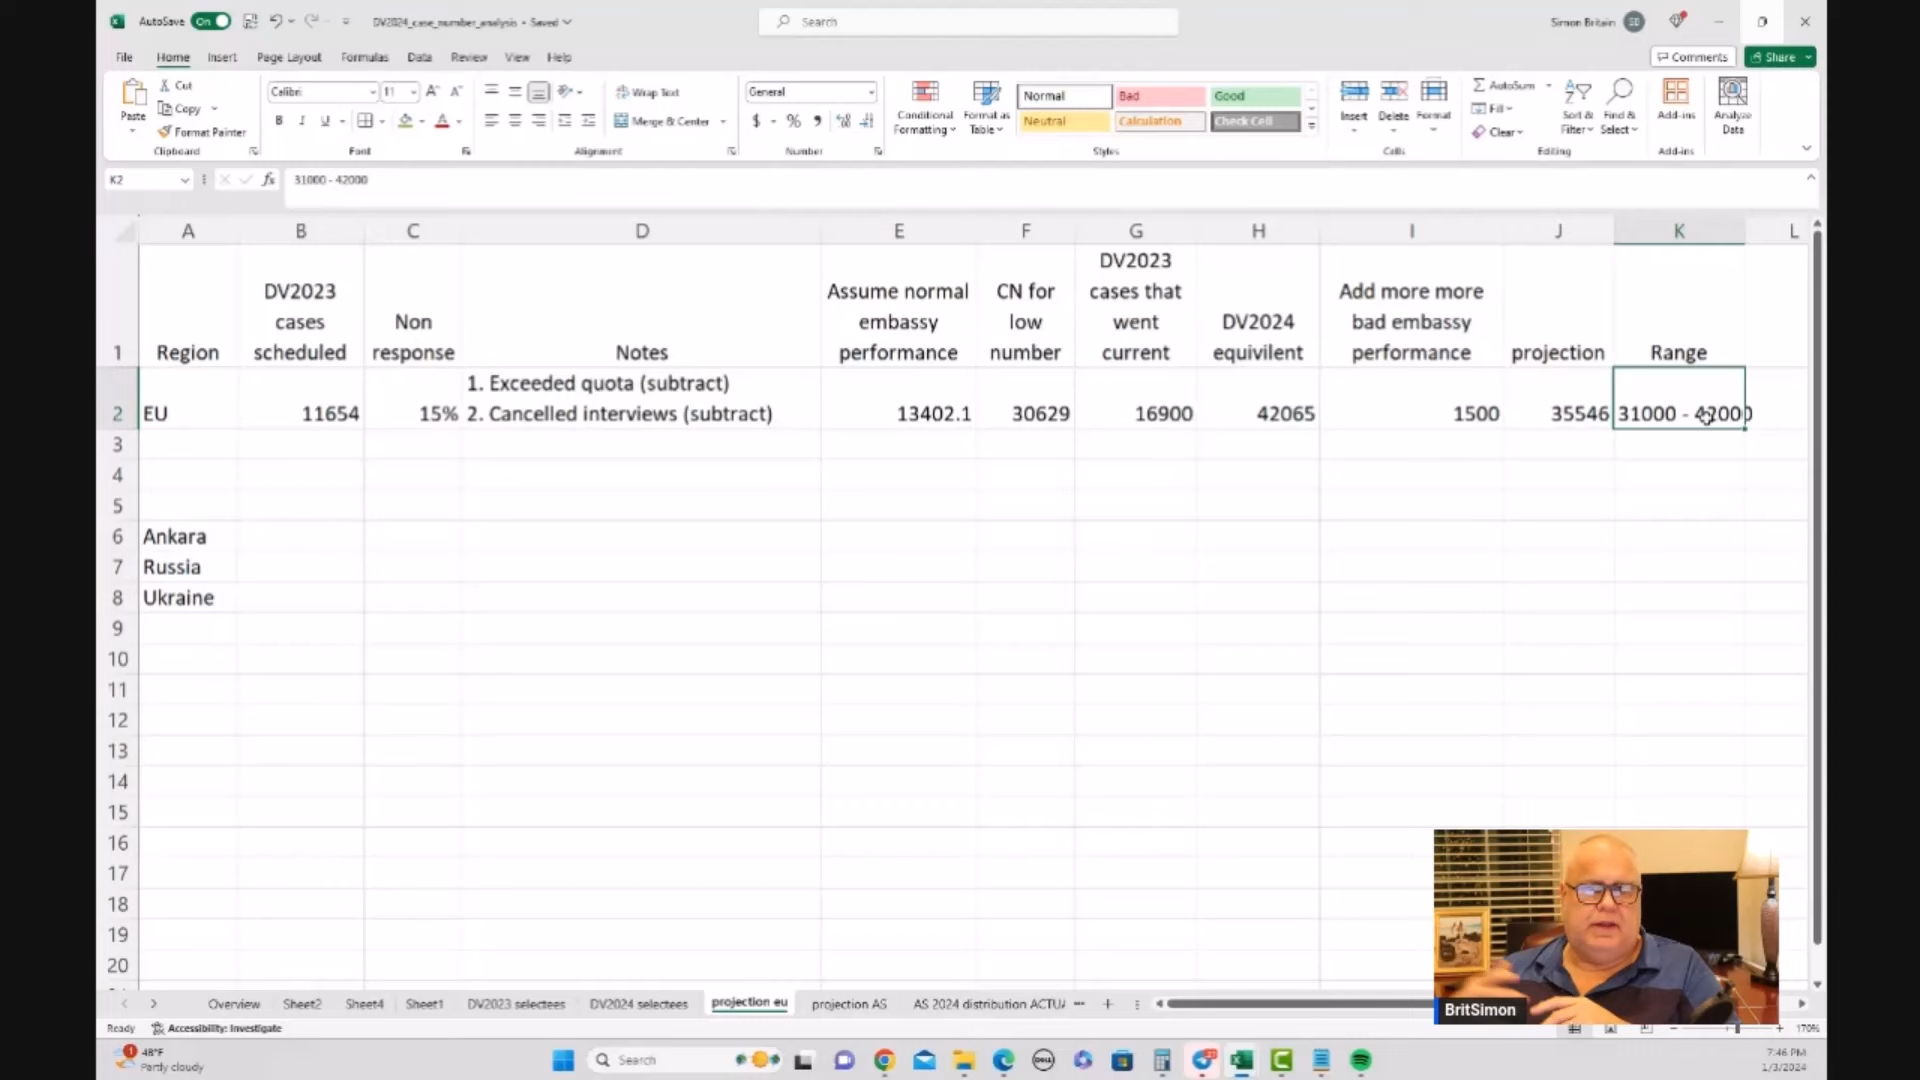 AutoSave On DV2024_case_number_analysis • Saved Search Simon Britain SB
File Home Insert Page Layout Formulas Data Review View Help Comments Share
Cut
Copy
Format Painter
Paste
Clipboard
Calibri 11
B I U
Font
Wrap Text
Merge & Center
Alignment
General
Number
Conditional Formatting
Format as Table
Normal Bad Good
Neutral Calculation Check Cell
Styles
Insert Delete Format
Cells
AutoSum
Fill
Clear
Sort & Filter
Find & Select
Editing
Add-ins
Add-ins
Analyze Data
K2 fx 31000 - 42000
A B C D E F G H I J K L
1 Region
DV2023 cases scheduled
Non response
Notes
Assume normal embassy performance
CN for low number
DV2023 cases that went current
DV2024 equivilent
Add more more bad embassy performance
projection
Range
1. Exceeded quota (subtract)
2 EU 11654 15% 2. Cancelled interviews (subtract) 13402.1 30629 16900 42065 1500 35546 31000 - 42000
3
4
5
6 Ankara
7 Russia
8 Ukraine
9
10
11
12
13
14
15
16
17
18
19
20
BritSimon
Overview Sheet2 Sheet4 Sheet1 DV2023 selectees DV2024 selectees projection eu projection AS AS 2024 distribution ACTU
Ready Accessibility: Investigate 170%
48°F
Partly cloudy
Search
DELL
7:46 PM
1/3/2024